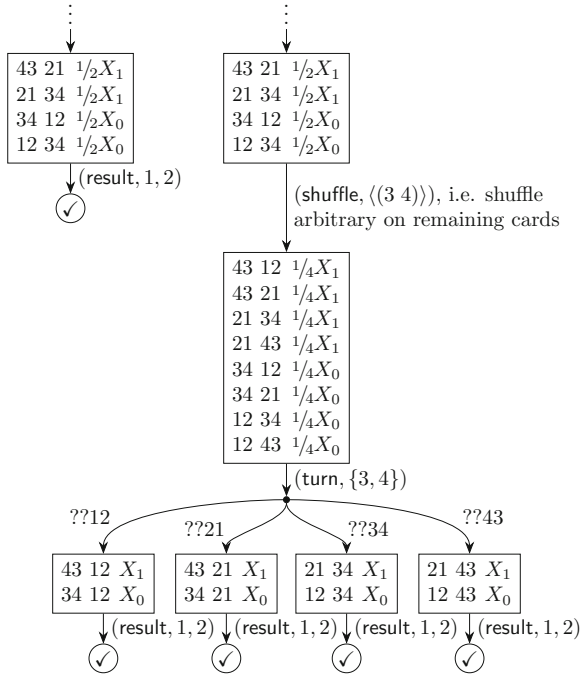 ⋮ ⋮
43 21 1/2X1
21 34 1/2X1
34 12 1/2X0
12 34 1/2X0
(result, 1, 2)
✓
43 21 1/2X1
21 34 1/2X1
34 12 1/2X0
12 34 1/2X0
(shuffle, ⟨(3 4)⟩), i.e. shuffle
arbitrary on remaining cards
43 12 1/4X1
43 21 1/4X1
21 34 1/4X1
21 43 1/4X1
34 12 1/4X0
34 21 1/4X0
12 34 1/4X0
12 43 1/4X0
(turn, {3, 4})
??12 ??21 ??34 ??43
43 12 X1
34 12 X0
(result, 1, 2)
✓
43 21 X1
34 21 X0
(result, 1, 2)
✓
21 34 X1
12 34 X0
(result, 1, 2)
✓
21 43 X1
12 43 X0
(result, 1, 2)
✓